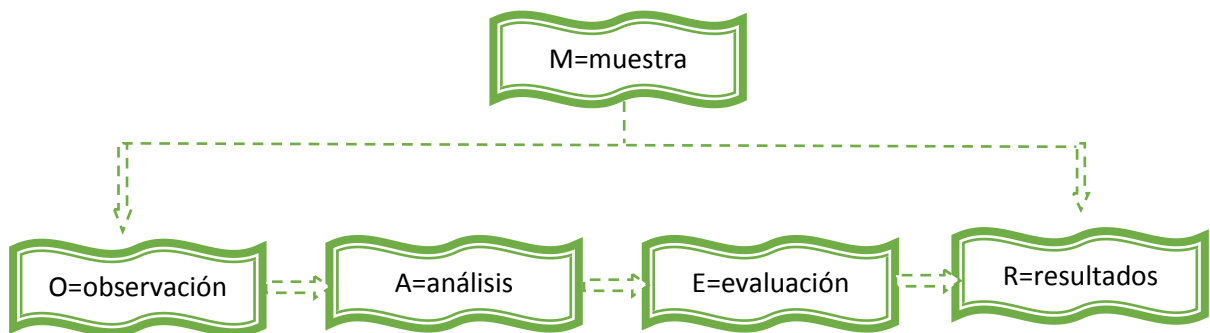 M=muestra
O=observación
A=análisis
E=evaluación
R=resultados